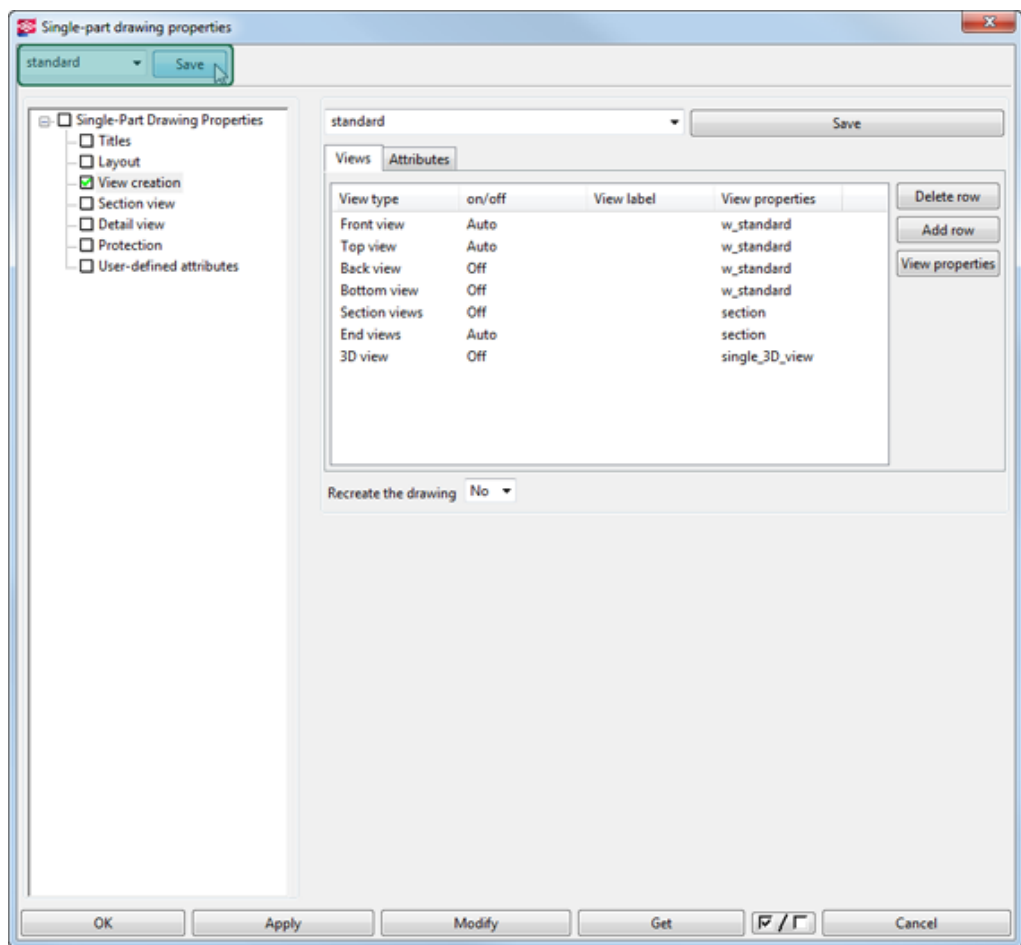 Single-part drawing properties
standard Save
Single-Part Drawing Properties
Titles
Layout
View creation
Section view
Detail view
Protection
User-defined attributes
standard Save
Views Attributes
View type on/off View label View properties
Front view Auto w_standard
Top view Auto w_standard
Back view Off w_standard
Bottom view Off w_standard
Section views Off section
End views Auto section
3D view Off single_3D_view
Delete row
Add row
View properties
Recreate the drawing No
OK Apply Modify Get / Cancel